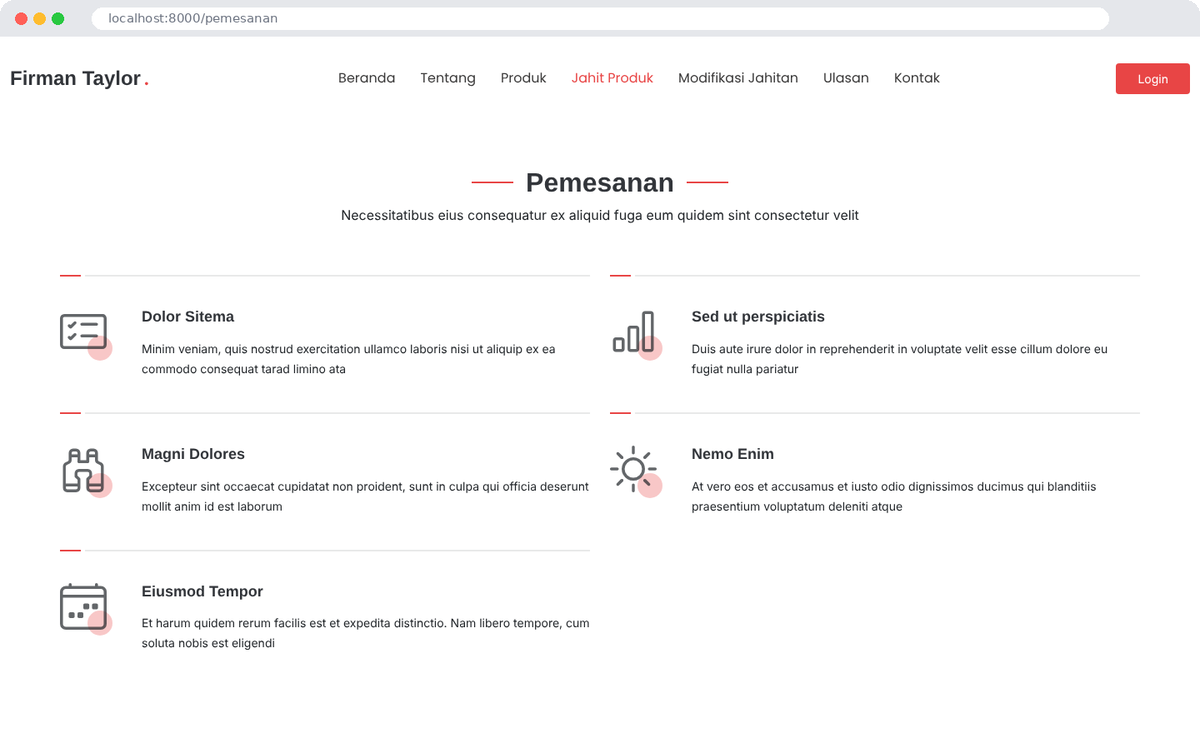 localhost:8000/pemesanan
Firman Taylor.
Beranda Tentang Produk Jahit Produk Modifikasi Jahitan Ulasan Kontak
Login
Pemesanan
Necessitatibus eius consequatur ex aliquid fuga eum quidem sint consectetur velit
Dolor Sitema
Minim veniam, quis nostrud exercitation ullamco laboris nisi ut aliquip ex ea
commodo consequat tarad limino ata
Sed ut perspiciatis
Duis aute irure dolor in reprehenderit in voluptate velit esse cillum dolore eu
fugiat nulla pariatur
Magni Dolores
Excepteur sint occaecat cupidatat non proident, sunt in culpa qui officia deserunt
mollit anim id est laborum
Nemo Enim
At vero eos et accusamus et iusto odio dignissimos ducimus qui blanditiis
praesentium voluptatum deleniti atque
Eiusmod Tempor
Et harum quidem rerum facilis est et expedita distinctio. Nam libero tempore, cum
soluta nobis est eligendi